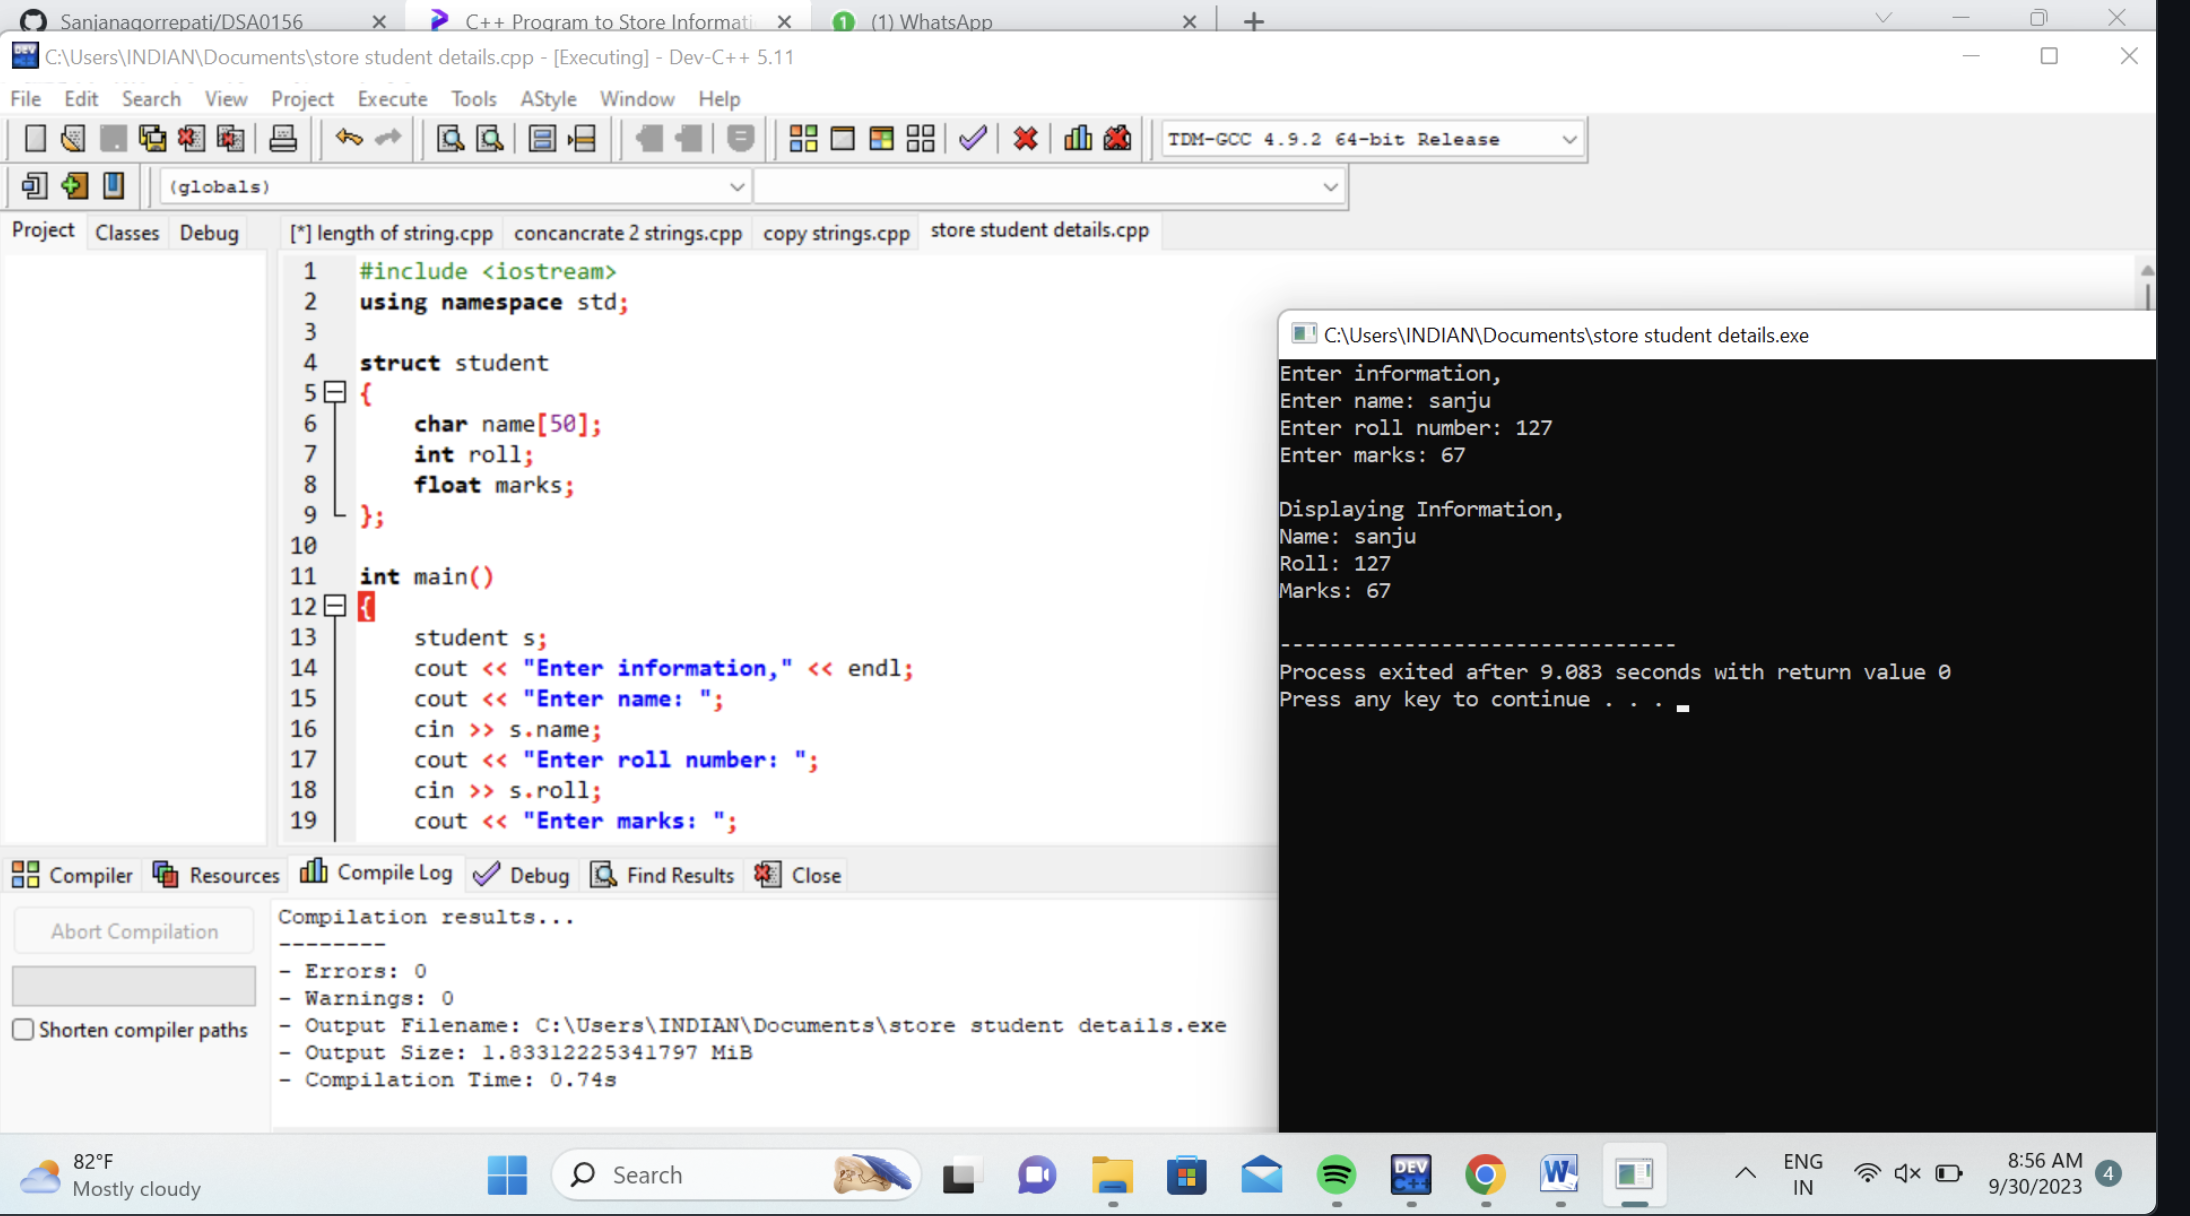 Sanjanagorrepati/DSA0156
C++ Program to Store Informati
1 (1) WhatsApp
C:\Users\INDIAN\Documents\store student details.cpp - [Executing] - Dev-C++ 5.11
File Edit Search View Project Execute Tools AStyle Window Help
TDM-GCC 4.9.2 64-bit Release
(globals)
Project Classes Debug
[*] length of string.cpp concancrate 2 strings.cpp copy strings.cpp store student details.cpp
1 #include <iostream>
2 using namespace std;
3
4 struct student
5 {
6 char name[50];
7 int roll;
8 float marks;
9 };
10
11 int main()
12 {
13 student s;
14 cout << "Enter information," << endl;
15 cout << "Enter name: ";
16 cin >> s.name;
17 cout << "Enter roll number: ";
18 cin >> s.roll;
19 cout << "Enter marks: ";
C:\Users\INDIAN\Documents\store student details.exe
Enter information,
Enter name: sanju
Enter roll number: 127
Enter marks: 67
Displaying Information,
Name: sanju
Roll: 127
Marks: 67
--------------------------------
Process exited after 9.083 seconds with return value 0
Press any key to continue . . .
Compiler Resources Compile Log Debug Find Results Close
Abort Compilation
Shorten compiler paths
Compilation results...
--------
- Errors: 0
- Warnings: 0
- Output Filename: C:\Users\INDIAN\Documents\store student details.exe
- Output Size: 1.83312225341797 MiB
- Compilation Time: 0.74s
82°F
Mostly cloudy
Search
DEV
C++
W
ENG
IN
8:56 AM
9/30/2023
4